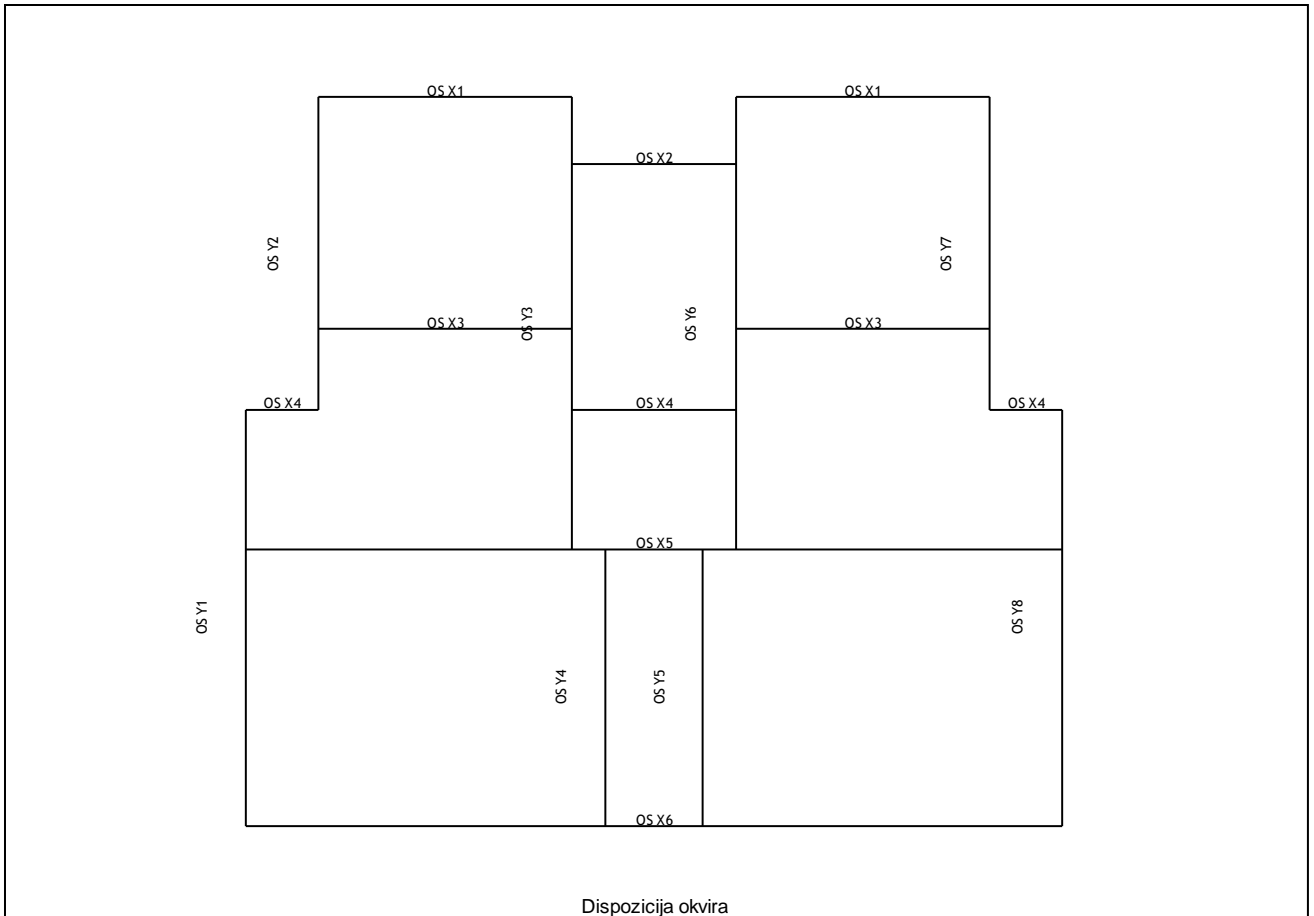 OS X1
OS X1
OS X2
OS Y2
OS Y7
OS X3
OS Y3
OS Y6
OS X3
OS X4
OS X4
OS X4
OS X5
OS Y1
OS Y8
OS Y4
OS Y5
OS X6
Dispozicija okvira